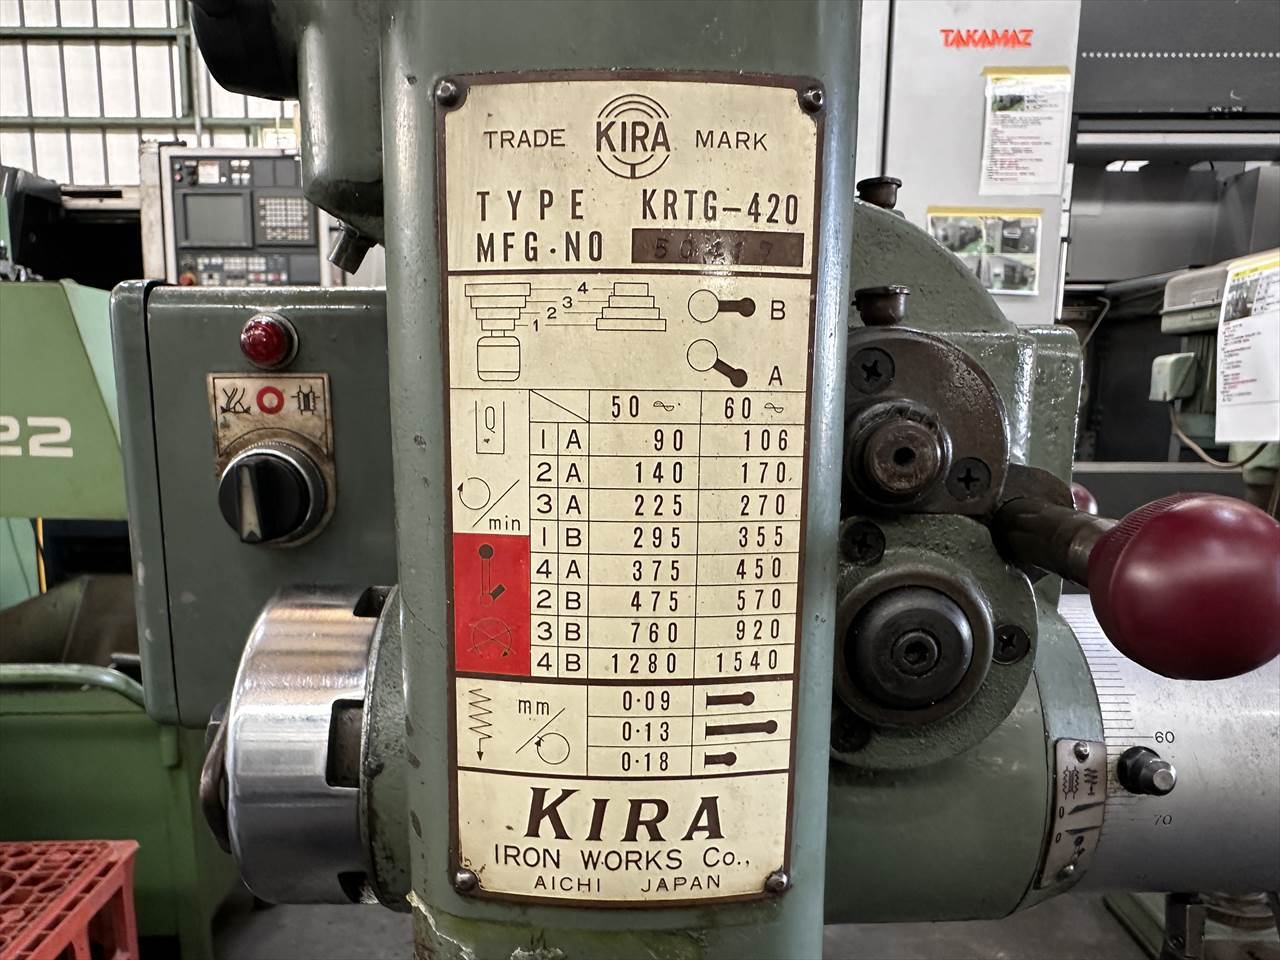 TAKAMAZ
TRADE KIRA MARK
TYPE KRTG-420
MFG.NO
4
3
2
1
B
A
50 60
1 A 90 106
2 A 140 170
3 A 225 270
1 B 295 355
4 A 375 450
2 B 475 570
3 B 760 920
4 B 1280 1540
min
mm
0·09
0·13
0·18
KIRA
IRON WORKS Co.,
AICHI JAPAN
22
60
70
0
0